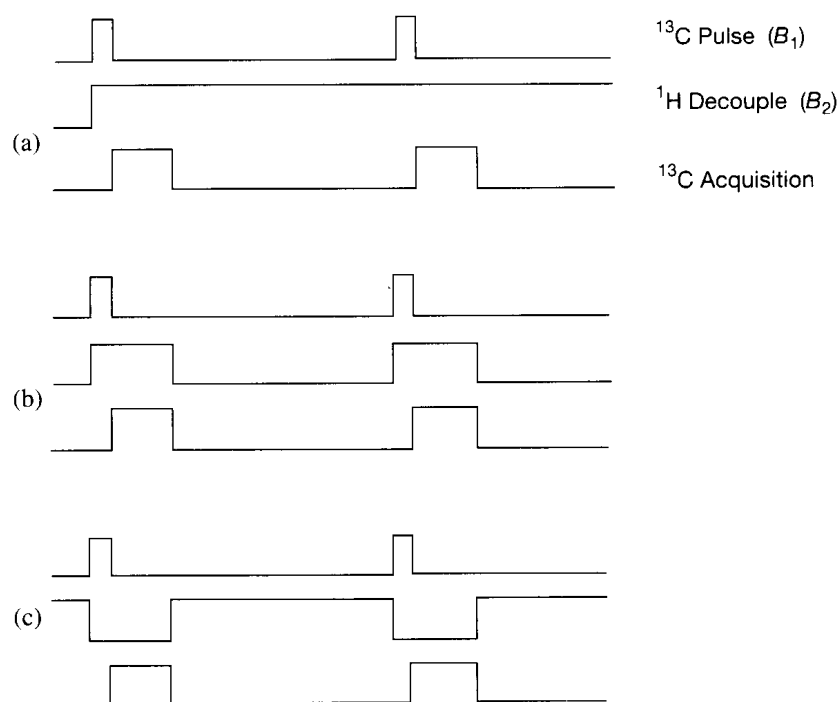 ¹³C Pulse (B₁)
¹H Decouple (B₂)
(a)
¹³C Acquisition
(b)
(c)